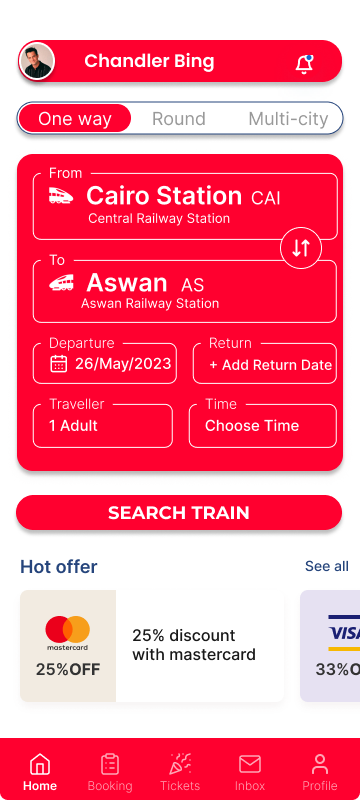 Chandler Bing
One way Round Multi-city
From
Cairo Station CAI
Central Railway Station
To
Aswan AS
Aswan Railway Station
Departure Return
26/May/2023 + Add Return Date
Traveller Time
1 Adult Choose Time
SEARCH TRAIN
Hot offer See all
mastercard
25%OFF
25% discount
with mastercard
VISA
33%O
Home Booking Tickets Inbox Profile